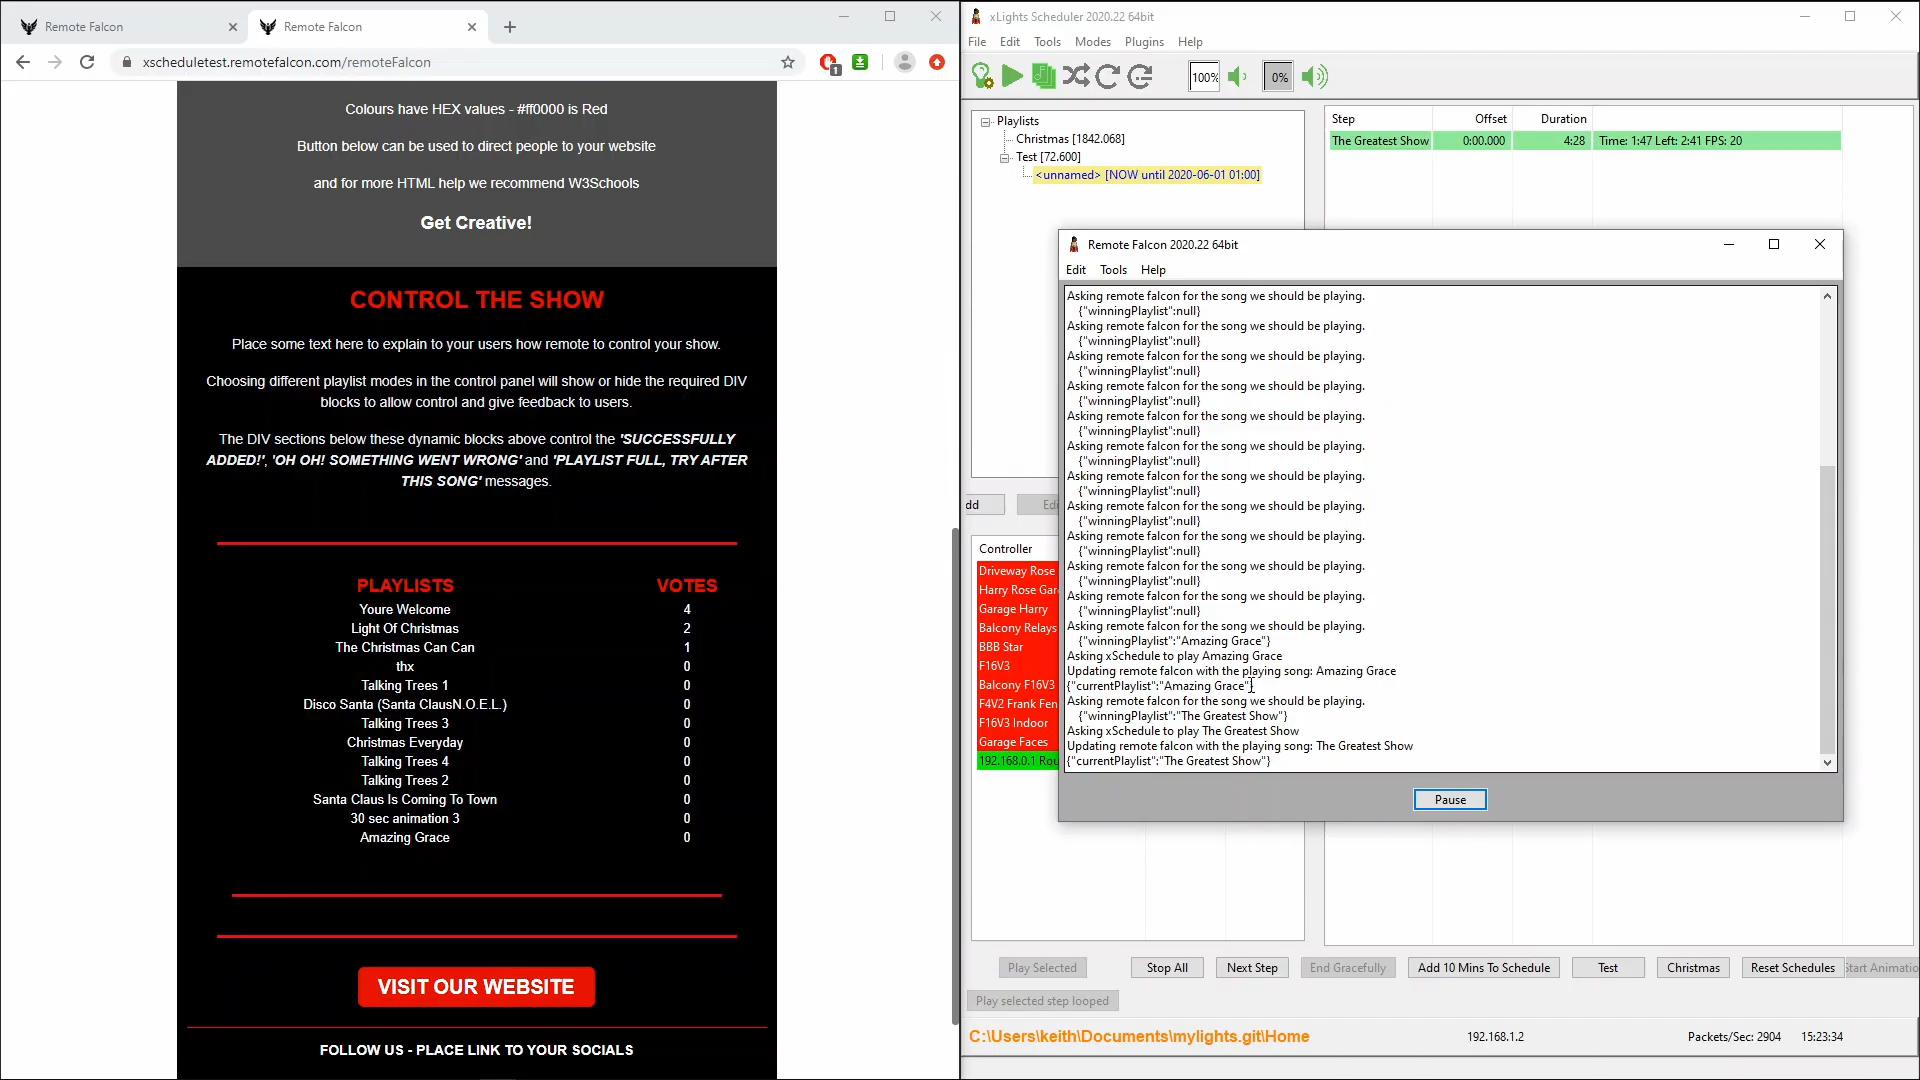 Remote Falcon
Remote Falcon
xscheduletest.remotefalcon.com/remoteFalcon
1
Colours have HEX values - #ff0000 is Red
Button below can be used to direct people to your website
and for more HTML help we recommend W3Schools
Get Creative!
CONTROL THE SHOW
Place some text here to explain to your users how remote to control your show.
Choosing different playlist modes in the control panel will show or hide the required DIV
blocks to allow control and give feedback to users.
The DIV sections below these dynamic blocks above control the 'SUCCESSFULLY
ADDED!', 'OH OH! SOMETHING WENT WRONG' and 'PLAYLIST FULL, TRY AFTER
THIS SONG' messages.
PLAYLISTS VOTES
Youre Welcome 4
Light Of Christmas 2
The Christmas Can Can 1
thx 0
Talking Trees 1 0
Disco Santa (Santa ClausN.O.E.L.) 0
Talking Trees 3 0
Christmas Everyday 0
Talking Trees 4 0
Talking Trees 2 0
Santa Claus Is Coming To Town 0
30 sec animation 3 0
Amazing Grace 0
VISIT OUR WEBSITE
FOLLOW US - PLACE LINK TO YOUR SOCIALS
xLights Scheduler 2020.22 64bit
File Edit Tools Modes Plugins Help
100% 0%
Playlists
Christmas [1842.068]
Test [72.600]
<unnamed> [NOW until 2020-06-01 01:00]
Step Offset Duration
The Greatest Show 0:00.000 4:28 Time: 1:47 Left: 2:41 FPS: 20
dd Edi
Controller
Driveway Rose
Harry Rose Gar
Garage Harry
Balcony Relays
BBB Star
F16V3
Balcony F16V3
F4V2 Frank Fen
F16V3 Indoor
Garage Faces
192.168.0.1 Rou
Remote Falcon 2020.22 64bit
Edit Tools Help
Asking remote falcon for the song we should be playing.
{"winningPlaylist":null}
Asking remote falcon for the song we should be playing.
{"winningPlaylist":null}
Asking remote falcon for the song we should be playing.
{"winningPlaylist":null}
Asking remote falcon for the song we should be playing.
{"winningPlaylist":null}
Asking remote falcon for the song we should be playing.
{"winningPlaylist":null}
Asking remote falcon for the song we should be playing.
{"winningPlaylist":null}
Asking remote falcon for the song we should be playing.
{"winningPlaylist":null}
Asking remote falcon for the song we should be playing.
{"winningPlaylist":null}
Asking remote falcon for the song we should be playing.
{"winningPlaylist":null}
Asking remote falcon for the song we should be playing.
{"winningPlaylist":null}
Asking remote falcon for the song we should be playing.
{"winningPlaylist":null}
Asking remote falcon for the song we should be playing.
{"winningPlaylist":"Amazing Grace"}
Asking xSchedule to play Amazing Grace
Updating remote falcon with the playing song: Amazing Grace
{"currentPlaylist":"Amazing Grace"}
Asking remote falcon for the song we should be playing.
{"winningPlaylist":"The Greatest Show"}
Asking xSchedule to play The Greatest Show
Updating remote falcon with the playing song: The Greatest Show
{"currentPlaylist":"The Greatest Show"}
Pause
Play Selected Stop All Next Step End Gracefully Add 10 Mins To Schedule Test Christmas Reset Schedules Start Animatio
Play selected step looped
C:\Users\keith\Documents\mylights.git\Home 192.168.1.2 Packets/Sec: 2904 15:23:34